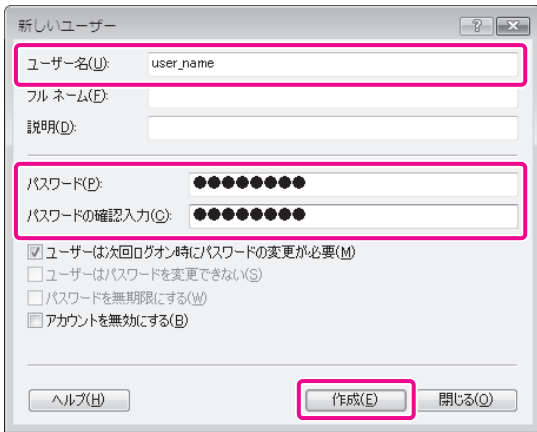 新しいユーザー
ユーザー名(U): user_name
フル ネーム(F):
説明(D):
パスワード(P): ●●●●●●●●
パスワードの確認入力(C): ●●●●●●●●
ユーザーは次回ログオン時にパスワードの変更が必要(M)
ユーザーはパスワードを変更できない(S)
パスワードを無期限にする(W)
アカウントを無効にする(B)
ヘルプ(H) 作成(E) 閉じる(O)